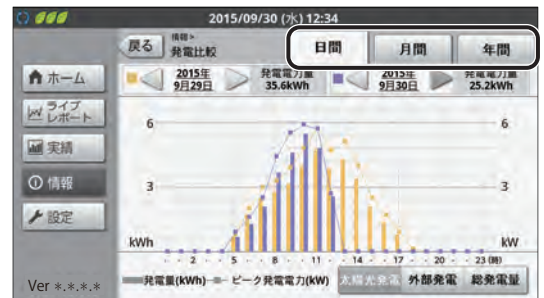 2015/09/30 (水) 12:34
戻る
情報 >
発電比較
日間
月間
年間
ホーム
ライブ
レポート
実績
情報
設定
Ver *.*.*.*
2015年
9月29日
発電電力量
35.6kWh
2015年
9月30日
発電電力量
25.2kWh
6
6
3
3
kWh
kW
2 5 8 11 14 17 20 23 (時)
発電量(kWh) ピーク発電電力(kW)
太陽光発電
外部発電
総発電量